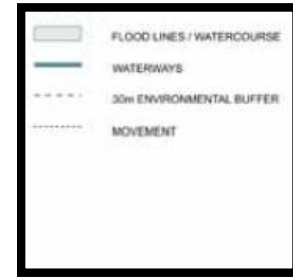 FLOOD LINES / WATERCOURSE
WATERWAYS
30m ENVIRONMENTAL BUFFER
MOVEMENT